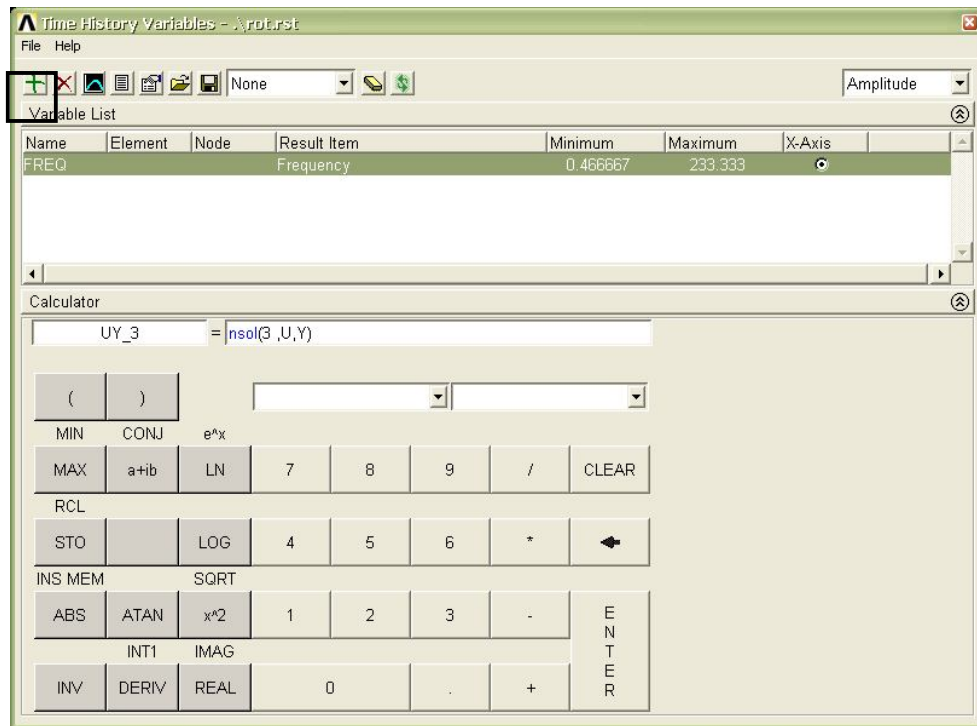 Time History Variables - .\rot.rst
File Help
None Amplitude
Variable List
Name Element Node Result Item Minimum Maximum X-Axis
FREQ Frequency 0.466667 233.333
Calculator
UY_3 = nsol(3 ,U,Y)
( )
MIN CONJ e^x
MAX a+ib LN 7 8 9 / CLEAR
RCL
STO LOG 4 5 6 *
INS MEM SQRT
ABS ATAN x^2 1 2 3 - ENTER
INT1 IMAG
INV DERIV REAL 0 . +